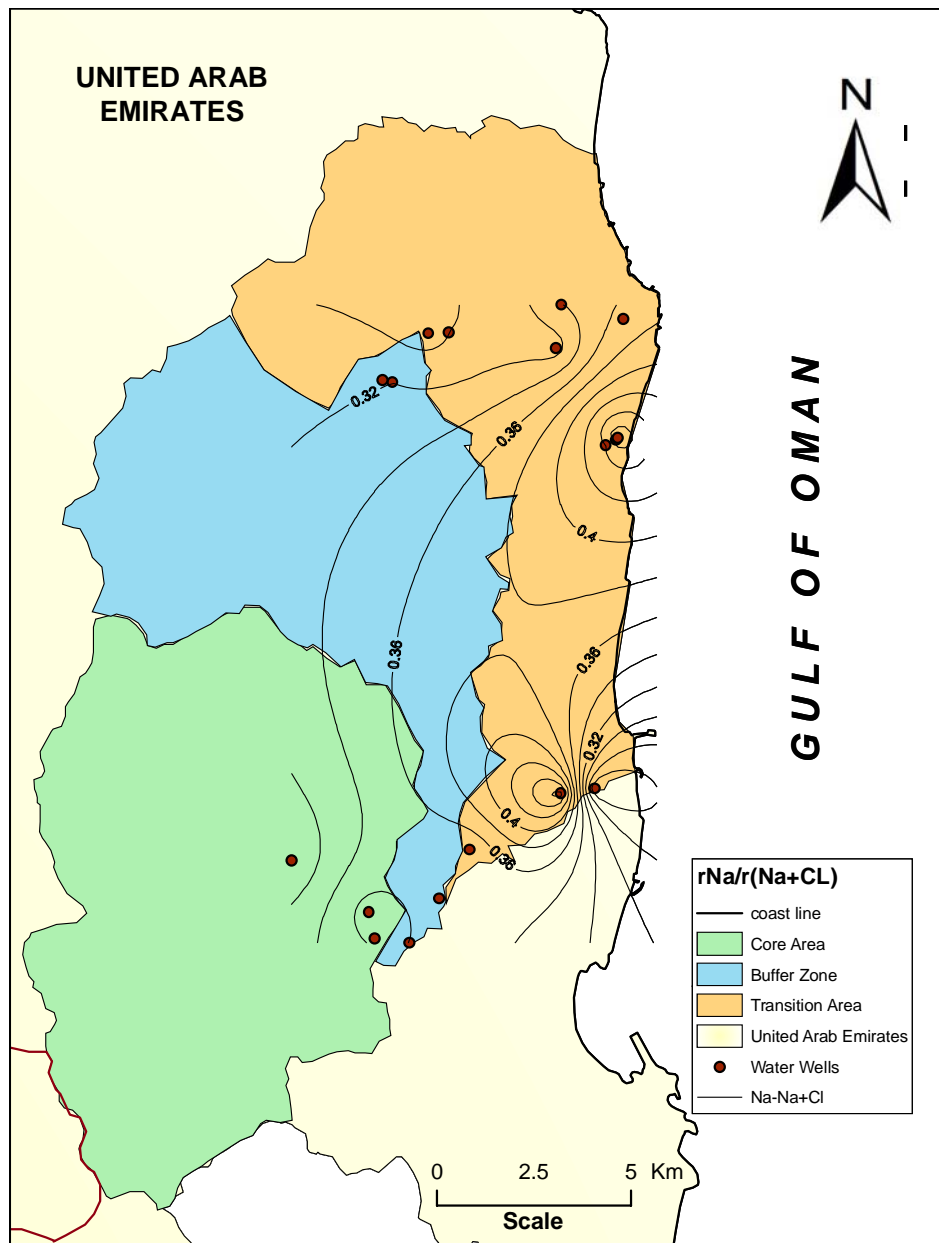 UNITED ARAB
EMIRATES
N
GULF OF OMAN
0.32
0.36
0.4
0.36
0.36
0.32
0.4
0.36
rNa/r(Na+CL)
coast line
Core Area
Buffer Zone
Transition Area
United Arab Emirates
Water Wells
Na-Na+Cl
0 2.5 5 Km
Scale